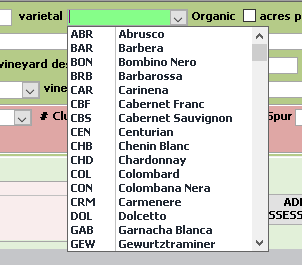 varietal Organic acres p
ABR Abrusco
BAR Barbera
BON Bombino Nero
BRB Barbarossa
CAR Carinena
CBF Cabernet Franc
CBS Cabernet Sauvignon
CEN Centurian
CHB Chenin Blanc
CHD Chardonnay
COL Colombard
CON Colombana Nera
CRM Carmenere
DOL Dolcetto
GAB Garnacha Blanca
GEW Gewurtztraminer
vineyard des
vine
# Clu
5pur
ADD
SSESS